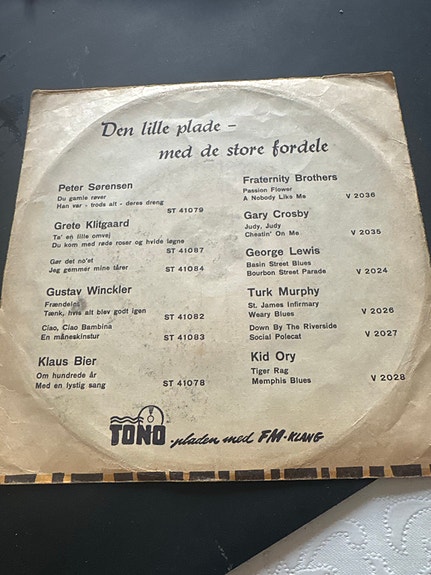 Den lille plade –
med de store fordele
Peter Sørensen
Du gamle røver
Han var - trods alt - deres dreng
ST 41079
Grete Klitgaard
Ta' en lille omvej
Du kom med røde roser og hvide løgne
ST 41087
Gør det no'et
Jeg gemmer mine tårer
ST 41084
Gustav Winckler
Frændeløs
Tænk, hvis alt blev godt igen
ST 41082
Ciao, Ciao Bambina
En måneskinstur
ST 41083
Klaus Bier
Om hundrede år
Med en lystig sang
ST 41078
Fraternity Brothers
Passion Flower
A Nobody Like Me
V 2036
Gary Crosby
Judy, Judy
Cheatin' On Me
V 2035
George Lewis
Basin Street Blues
Bourbon Street Parade
V 2024
Turk Murphy
St. James Infirmary
Weary Blues
V 2026
Down By The Riverside
Social Polecat
V 2027
Kid Ory
Tiger Rag
Memphis Blues
V 2028
TONO -pladen med FM-KLANG